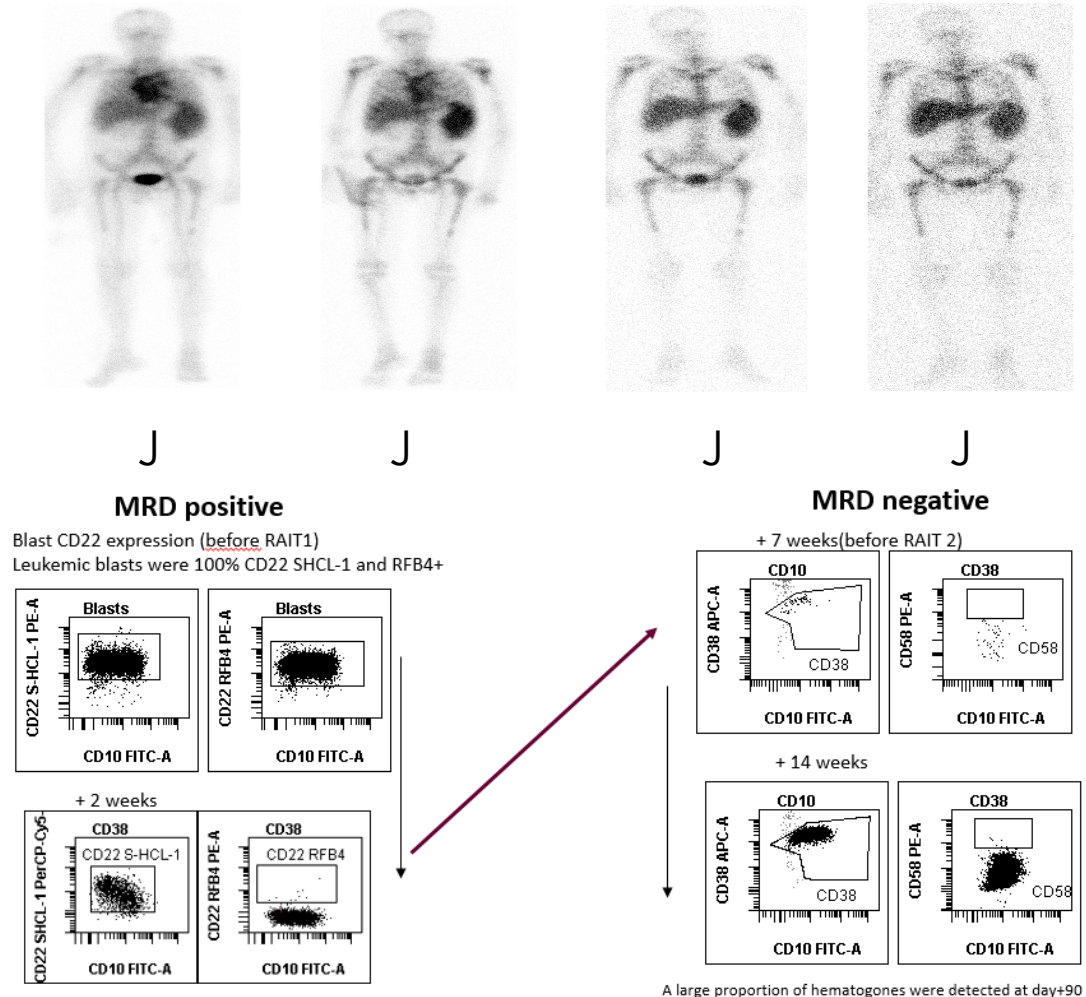 J J J J
MRD positive
Blast CD22 expression (before RAIT1)
Leukemic blasts were 100% CD22 SHCL-1 and RFB4+
Blasts
CD22 S-HCL-1 PE-A
CD10 FITC-A
Blasts
CD22 RFB4 PE-A
CD10 FITC-A
+ 2 weeks
CD38
CD22 S-HCL-1
CD22 SHCL-1 PerCP-Cy5-
CD10 FITC-A
CD38
CD22 RFB4
CD22 RFB4 PE-A
CD10 FITC-A
MRD negative
+ 7 weeks(before RAIT 2)
CD10
CD38 APC-A
CD38
CD10 FITC-A
CD38
CD58 PE-A
CD58
CD10 FITC-A
+ 14 weeks
CD10
CD38 APC-A
CD38
CD10 FITC-A
CD38
CD58 PE-A
CD58
CD10 FITC-A
A large proportion of hematogones were detected at day+90